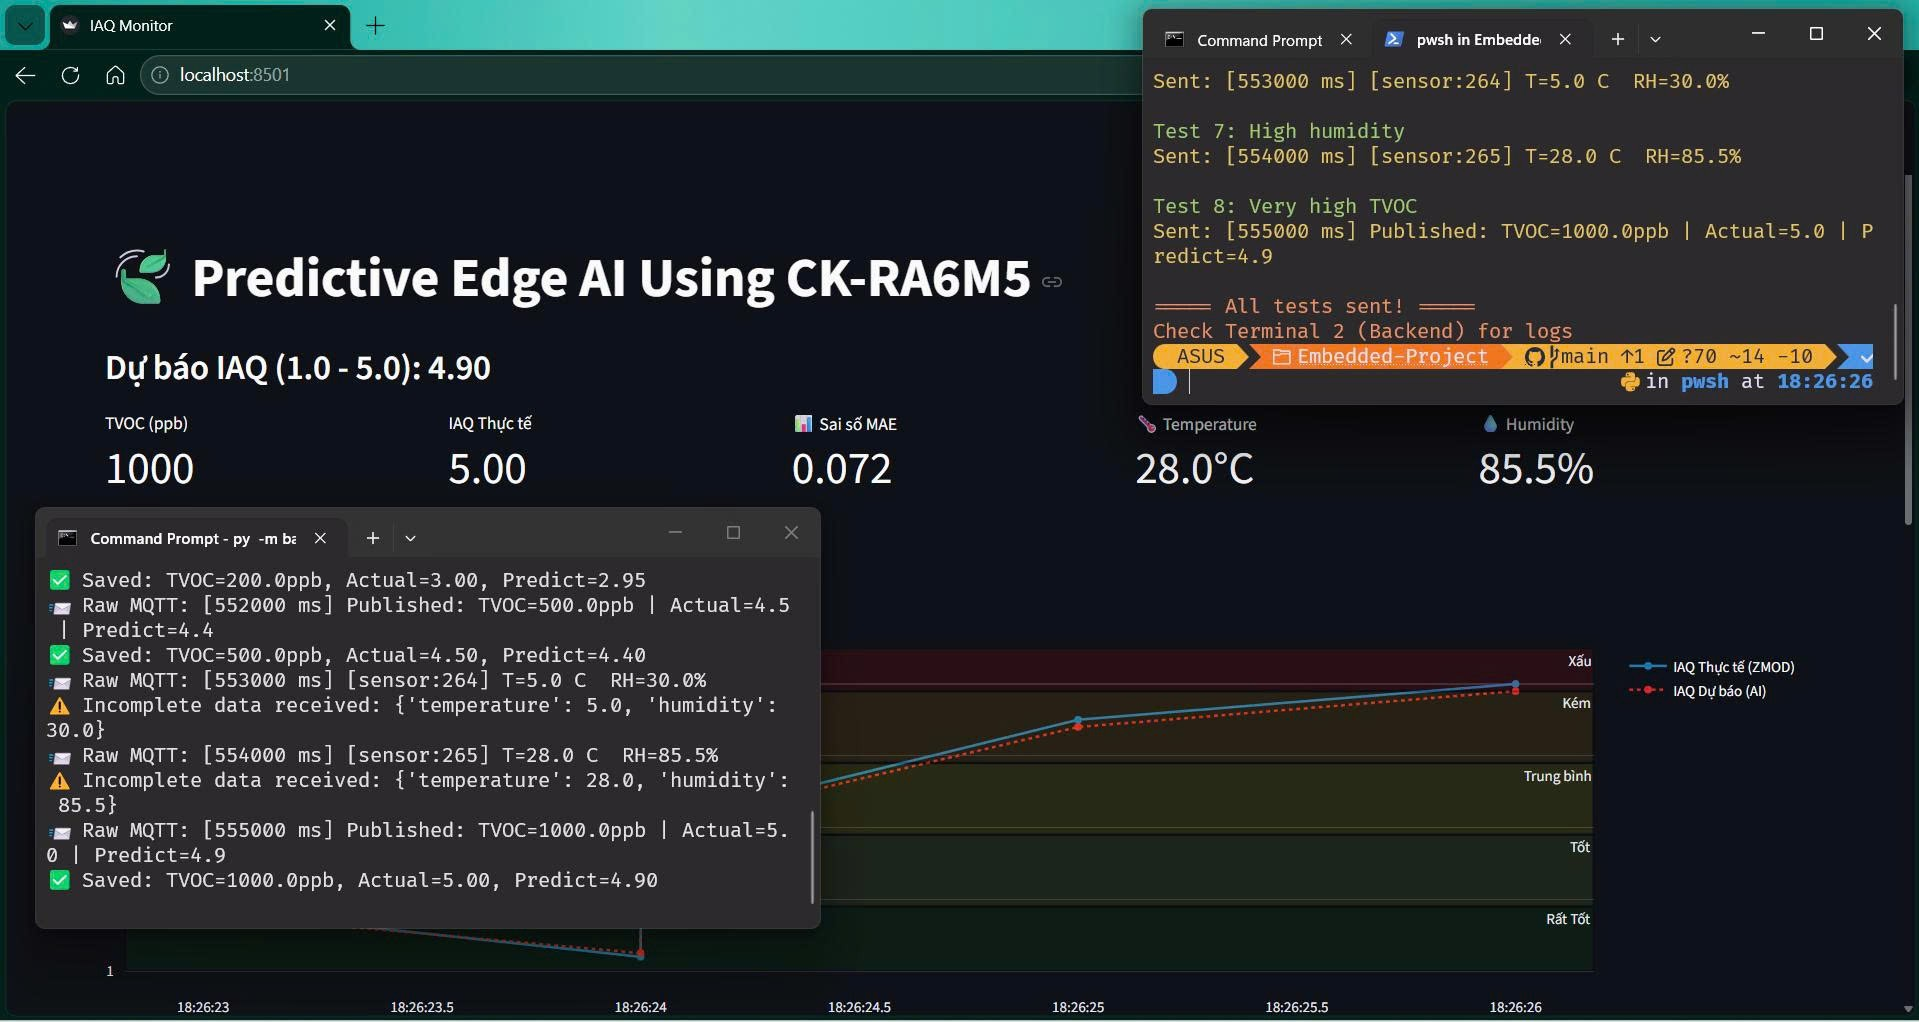 IAQ Monitor
localhost:8501
Command Prompt
pwsh in Embedde
Sent: [553000 ms] [sensor:264] T=5.0 C  RH=30.0%
Test 7: High humidity
Sent: [554000 ms] [sensor:265] T=28.0 C  RH=85.5%
Test 8: Very high TVOC
Sent: [555000 ms] Published: TVOC=1000.0ppb | Actual=5.0 | P
redict=4.9
===== All tests sent! =====
Check Terminal 2 (Backend) for logs
ASUS Embedded-Project main ↑1 ?70 ~14 -10
in pwsh at 18:26:26
Predictive Edge AI Using CK-RA6M5
Dự báo IAQ (1.0 - 5.0): 4.90
TVOC (ppb)
1000
IAQ Thực tế
5.00
Sai số MAE
0.072
Temperature
28.0°C
Humidity
85.5%
Command Prompt - py  -m ba
✅ Saved: TVOC=200.0ppb, Actual=3.00, Predict=2.95
📨 Raw MQTT: [552000 ms] Published: TVOC=500.0ppb | Actual=4.5
| Predict=4.4
✅ Saved: TVOC=500.0ppb, Actual=4.50, Predict=4.40
📨 Raw MQTT: [553000 ms] [sensor:264] T=5.0 C  RH=30.0%
⚠️ Incomplete data received: {'temperature': 5.0, 'humidity':
30.0}
📨 Raw MQTT: [554000 ms] [sensor:265] T=28.0 C  RH=85.5%
⚠️ Incomplete data received: {'temperature': 28.0, 'humidity':
85.5}
📨 Raw MQTT: [555000 ms] Published: TVOC=1000.0ppb | Actual=5.
0 | Predict=4.9
✅ Saved: TVOC=1000.0ppb, Actual=5.00, Predict=4.90
Xấu
Kém
Trung bình
Tốt
Rất Tốt
IAQ Thực tế (ZMOD)
IAQ Dự báo (AI)
1
18:26:23
18:26:23.5
18:26:24
18:26:24.5
18:26:25
18:26:25.5
18:26:26